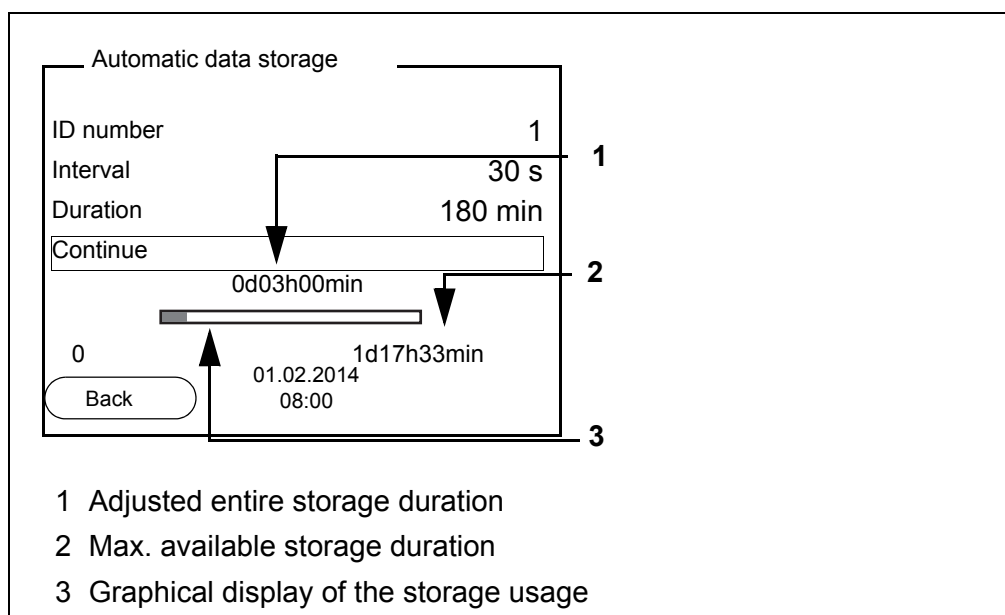 Automatic data storage
ID number 1
Interval 30 s
1
Duration 180 min
Continue
2
0d03h00min
0 1d17h33min
01.02.2014
Back 08:00
3
1 Adjusted entire storage duration
2 Max. available storage duration
3 Graphical display of the storage usage